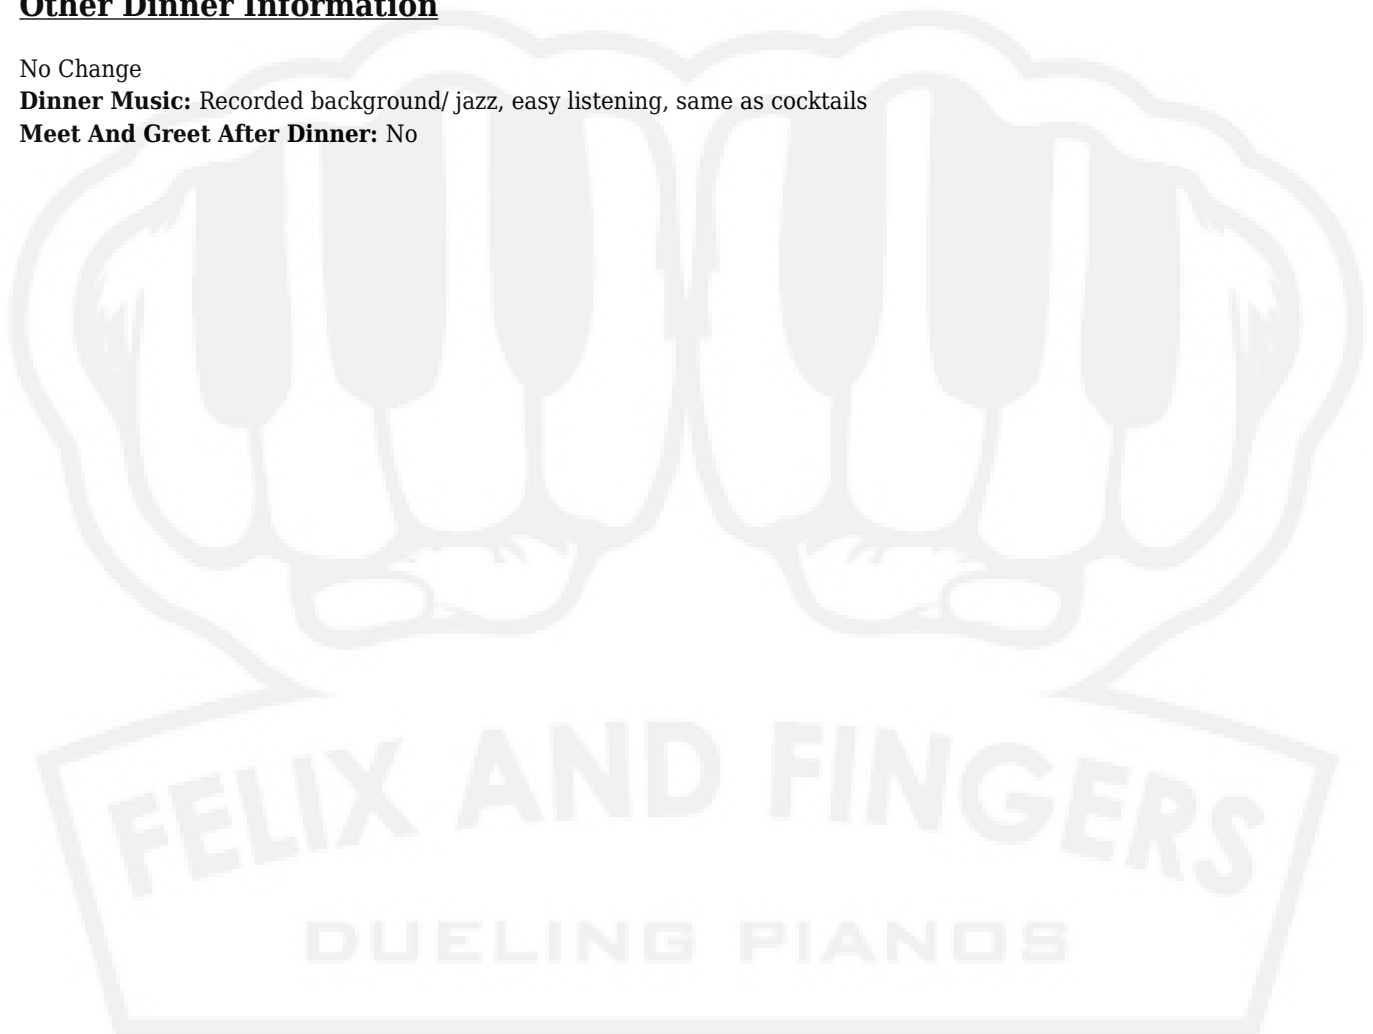 Other Dinner Information
No Change
Dinner Music: Recorded background/ jazz, easy listening, same as cocktails
Meet And Greet After Dinner: No
FELIX AND FINGERS
DUELING PIANOS